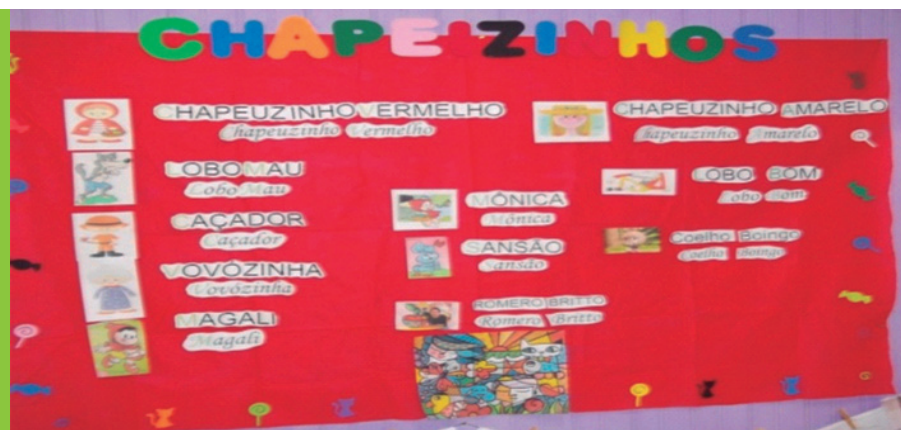 CHAPEUZINHOS
CHAPEUZINHO VERMELHO
Chapeuzinho Vermelho
LOBO MAU
Lobo Mau
CAÇADOR
Caçador
VOVÓZINHA
Vovózinha
MAGALI
Magali
MÔNICA
Mônica
SANSÃO
Sansão
ROMERO BRITTO
Romero Britto
CHAPEUZINHO AMARELO
Chapeuzinho Amarelo
LOBO BOM
Lobo Bom
Coelho Boingo
Coelho Boingo